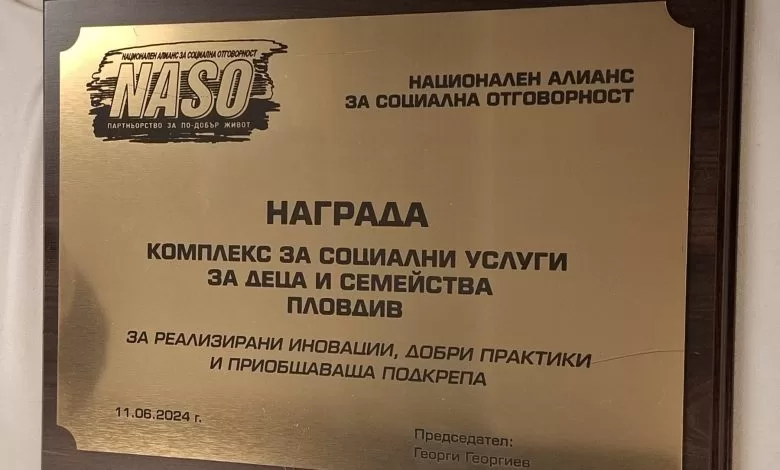 НАЦИОНАЛЕН АЛИАНС ЗА СОЦИАЛНА ОТГОВОРНОСТ
NASO
ПАРТНЬОРСТВО ЗА ПО-ДОБЪР ЖИВОТ
НАЦИОНАЛЕН АЛИАНС
ЗА СОЦИАЛНА ОТГОВОРНОСТ
НАГРАДА
КОМПЛЕКС ЗА СОЦИАЛНИ УСЛУГИ
ЗА ДЕЦА И СЕМЕЙСТВА
ПЛОВДИВ
ЗА РЕАЛИЗИРАНИ ИНОВАЦИИ, ДОБРИ ПРАКТИКИ
И ПРИОБЩАВАЩА ПОДКРЕПА
11.06.2024 г.
Председател:
Георги Георгиев